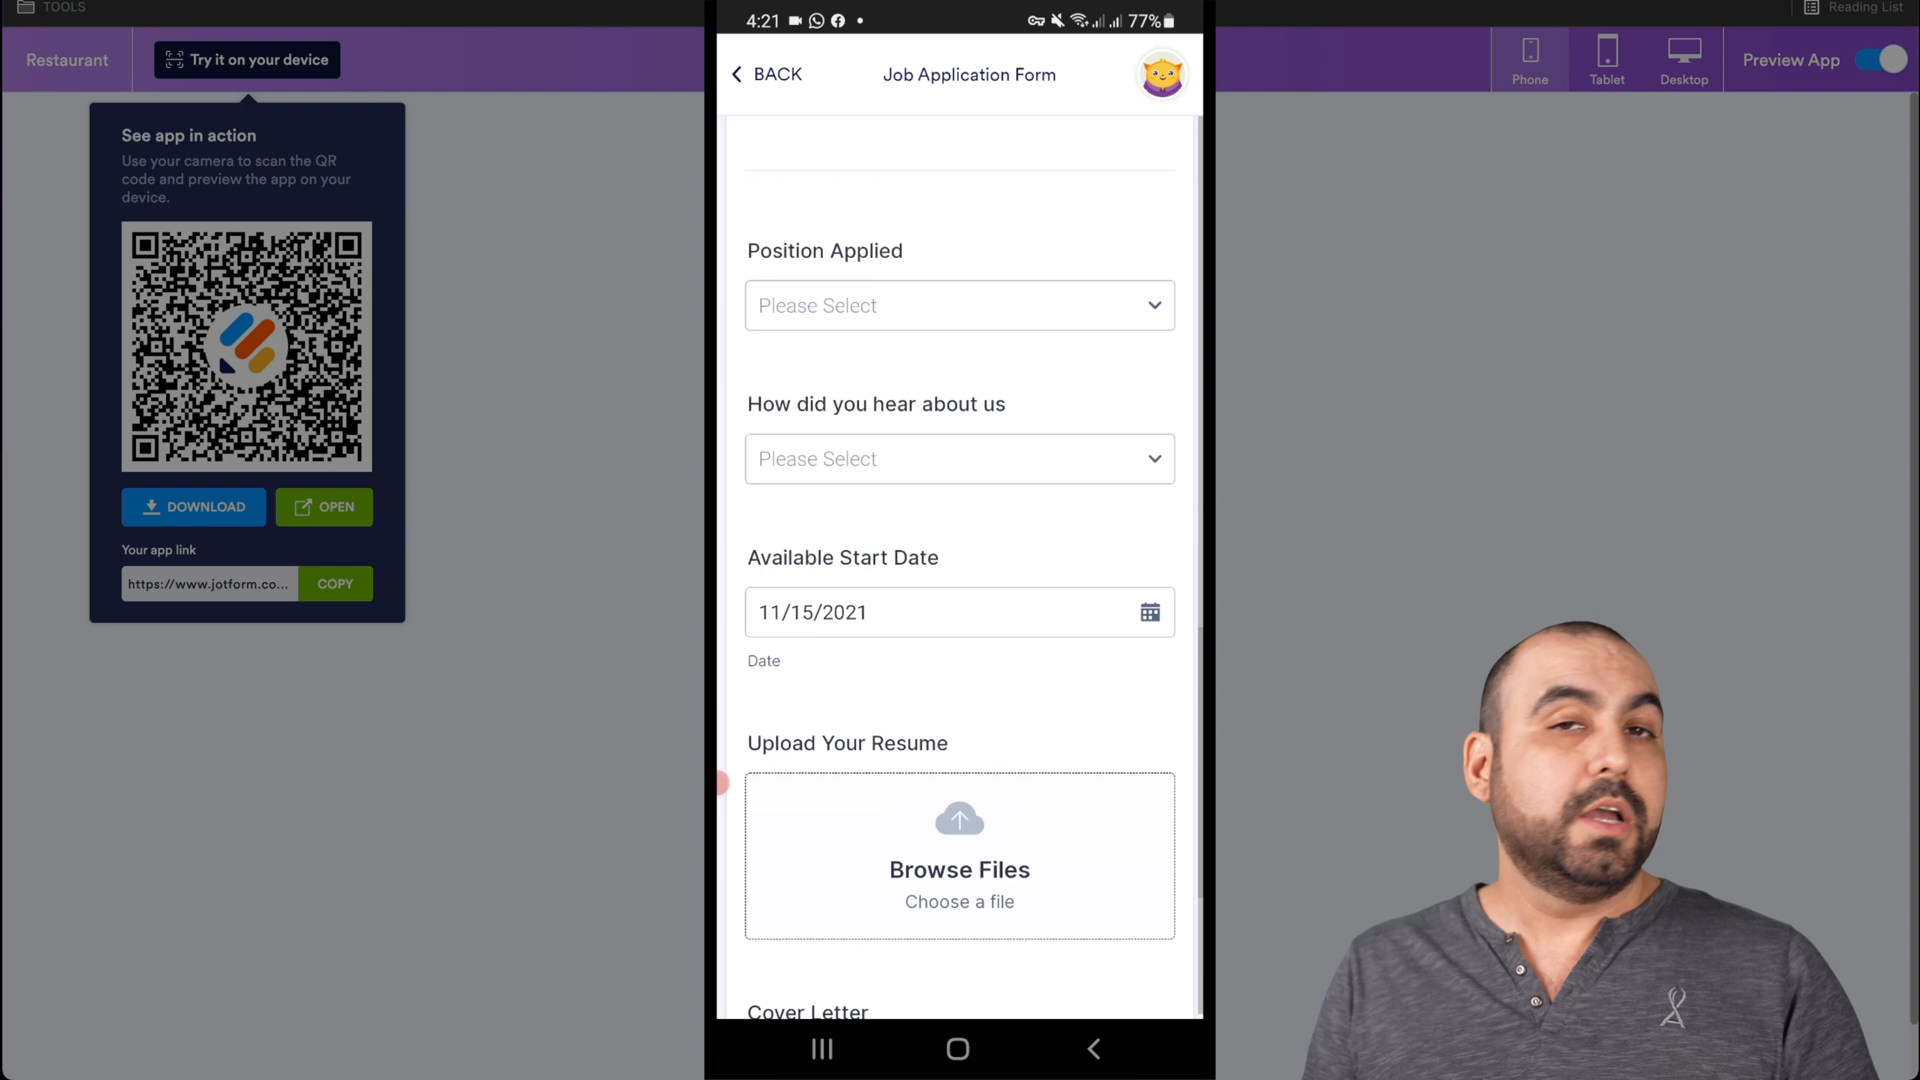 TOOLS
Reading List
Restaurant
Try it on your device
Phone
Tablet
Desktop
Preview App
See app in action
Use your camera to scan the QR
code and preview the app on your
device.
DOWNLOAD
OPEN
Your app link
https://www.jotform.co...
COPY
4:21
77%
BACK
Job Application Form
Position Applied
Please Select
How did you hear about us
Please Select
Available Start Date
11/15/2021
Date
Upload Your Resume
Browse Files
Choose a file
Cover Letter